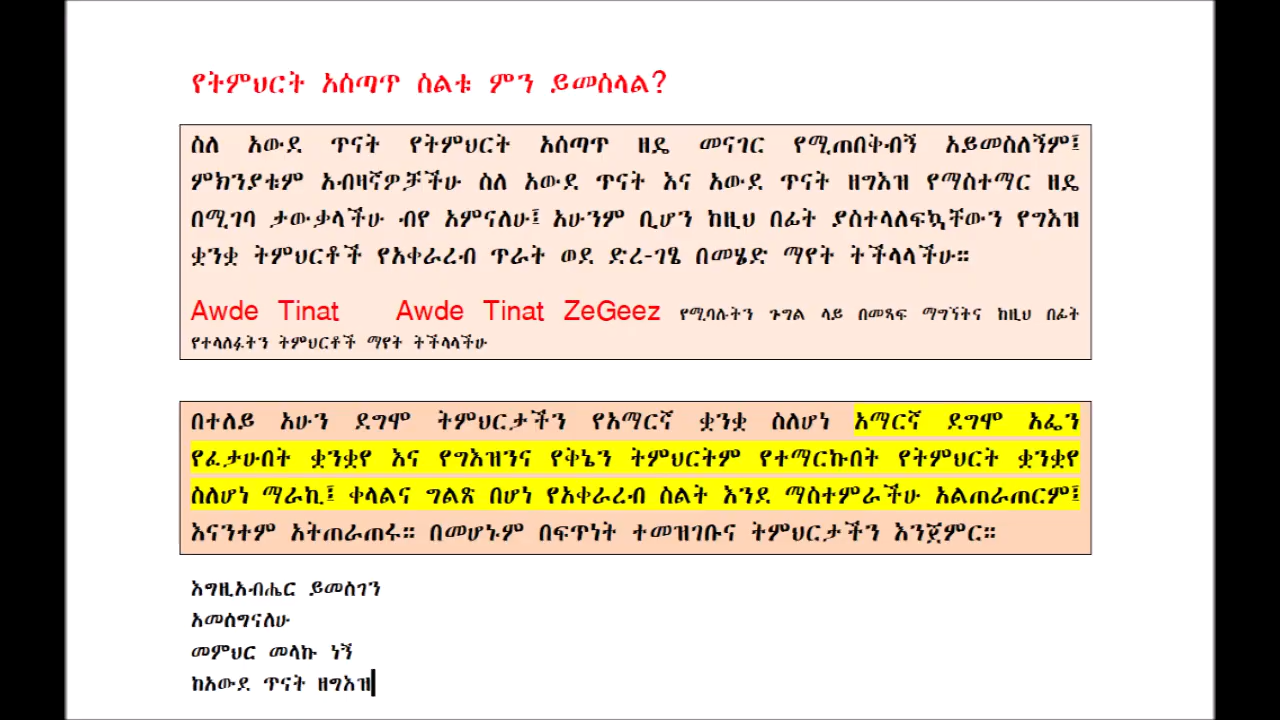 የትምህርት አሰጣጥ ስልቱ ምን ይመስላል?
ስለ አውደ ጥናት የትምህርት አሰጣጥ ዘዴ መናገር የሚጠበቅብኝ አይመስለኝም፤
ምክንያቱም አብዛኛዎቻችሁ ስለ አውደ ጥናት እና አውደ ጥናት ዘግእዝ የማስተማር ዘዴ
በሚገባ ታውቃላችሁ ብየ አምናለሁ፤ አሁንም ቢሆን ከዚህ በፊት ያስተላለፍኳቸውን የግእዝ
ቋንቋ ትምህርቶች የአቀራረብ ጥራት ወደ ድረ-ገፄ በመሄድ ማየት ትችላላችሁ።
Awde Tinat Awde Tinat ZeGeez የሚባሉትን ጉግል ላይ በመጻፍ ማግኘትና ከዚህ በፊት
የተላለፉትን ትምህርቶች ማየት ትችላላችሁ
በተለይ አሁን ደግሞ ትምህርታችን የአማርኛ ቋንቋ ስለሆነ አማርኛ ደግሞ አፌን
የፈታሁበት ቋንቋየ እና የግእዝንና የቅኔን ትምህርትም የተማርኩበት የትምህርት ቋንቋየ
ስለሆነ ማራኪ፤ ቀላልና ግልጽ በሆነ የአቀራረብ ስልት እንደ ማስተምራችሁ አልጠራጠርም፤
እናንተም አትጠራጠሩ። በመሆኑም በፍጥነት ተመዝገቡና ትምህርታችን እንጀምር።
እግዚአብሔር ይመስገን
አመሰግናለሁ
መምህር መላኩ ነኝ
ከአውደ ጥናት ዘግእዝ